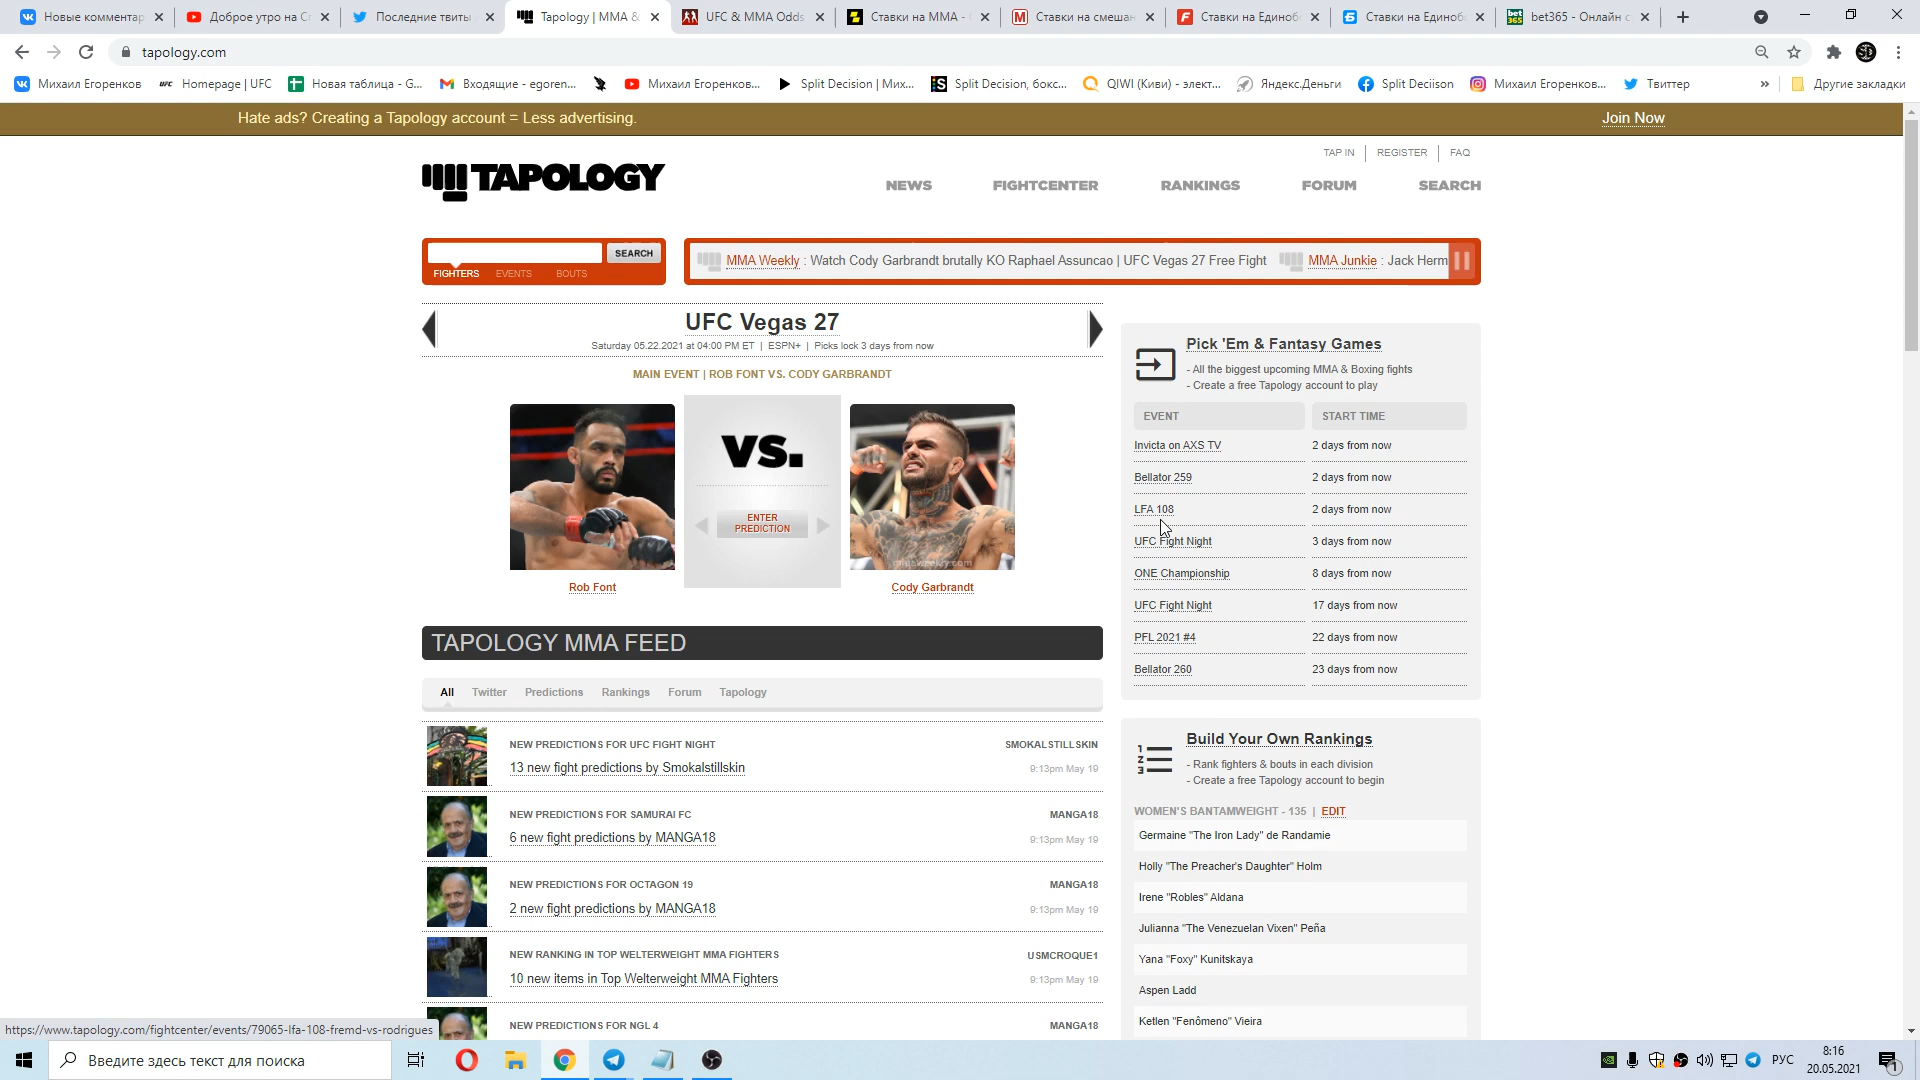 Новые комментар
Доброе утро на Сп
Последние твиты
Tapology | MMA &
UFC & MMA Odds
Ставки на ММА -
Ставки на смешан
Ставки на Единоб
Ставки на Единоб
bet365 - Онлайн с
tapology.com
Михаил Егоренков
Homepage | UFC
Новая таблица - G...
Входящие - egoren...
Михаил Егоренков...
Split Decision | Мих...
Split Decision, бокс...
QIWI (Киви) - элект...
Яндекс.Деньги
Split Deciison
Михаил Егоренков...
Твиттер
Другие закладки
Hate ads? Creating a Tapology account = Less advertising.
Join Now
TAP IN
REGISTER
FAQ
TAPOLOGY
NEWS
FIGHTCENTER
RANKINGS
FORUM
SEARCH
SEARCH
FIGHTERS
EVENTS
BOUTS
MMA Weekly : Watch Cody Garbrandt brutally KO Raphael Assuncao | UFC Vegas 27 Free Fight
MMA Junkie : Jack Herm
UFC Vegas 27
Saturday 05.22.2021 at 04:00 PM ET | ESPN+ | Picks lock 3 days from now
MAIN EVENT | ROB FONT VS. CODY GARBRANDT
VS.
ENTER
PREDICTION
mmaweekly.com
Rob Font
Cody Garbrandt
Pick 'Em & Fantasy Games
- All the biggest upcoming MMA & Boxing fights
- Create a free Tapology account to play
EVENT
START TIME
Invicta on AXS TV
2 days from now
Bellator 259
2 days from now
LFA 108
2 days from now
UFC Fight Night
3 days from now
ONE Championship
8 days from now
UFC Fight Night
17 days from now
PFL 2021 #4
22 days from now
Bellator 260
23 days from now
TAPOLOGY MMA FEED
All
Twitter
Predictions
Rankings
Forum
Tapology
NEW PREDICTIONS FOR UFC FIGHT NIGHT
SMOKALSTILLSKIN
13 new fight predictions by Smokalstillskin
9:13pm May 19
NEW PREDICTIONS FOR SAMURAI FC
MANGA18
6 new fight predictions by MANGA18
9:13pm May 19
NEW PREDICTIONS FOR OCTAGON 19
MANGA18
2 new fight predictions by MANGA18
9:13pm May 19
NEW RANKING IN TOP WELTERWEIGHT MMA FIGHTERS
USMCROQUE1
10 new items in Top Welterweight MMA Fighters
9:13pm May 19
NEW PREDICTIONS FOR NGL 4
MANGA18
Build Your Own Rankings
- Rank fighters & bouts in each division
- Create a free Tapology account to begin
WOMEN'S BANTAMWEIGHT - 135 | EDIT
Germaine "The Iron Lady" de Randamie
Holly "The Preacher's Daughter" Holm
Irene "Robles" Aldana
Julianna "The Venezuelan Vixen" Peña
Yana "Foxy" Kunitskaya
Aspen Ladd
Ketlen "Fenômeno" Vieira
https://www.tapology.com/fightcenter/events/79065-lfa-108-fremd-vs-rodrigues
Введите здесь текст для поиска
РУС
8:16
20.05.2021
1